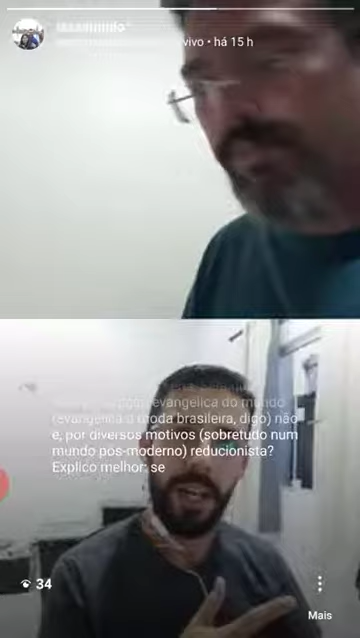 vivo • há 15 h
evangélica do mundo
(evangélica à moda brasileira, digo) não
é, por diversos motivos (sobretudo num
mundo pós-moderno) reducionista?
Explico melhor: se
34
Mais